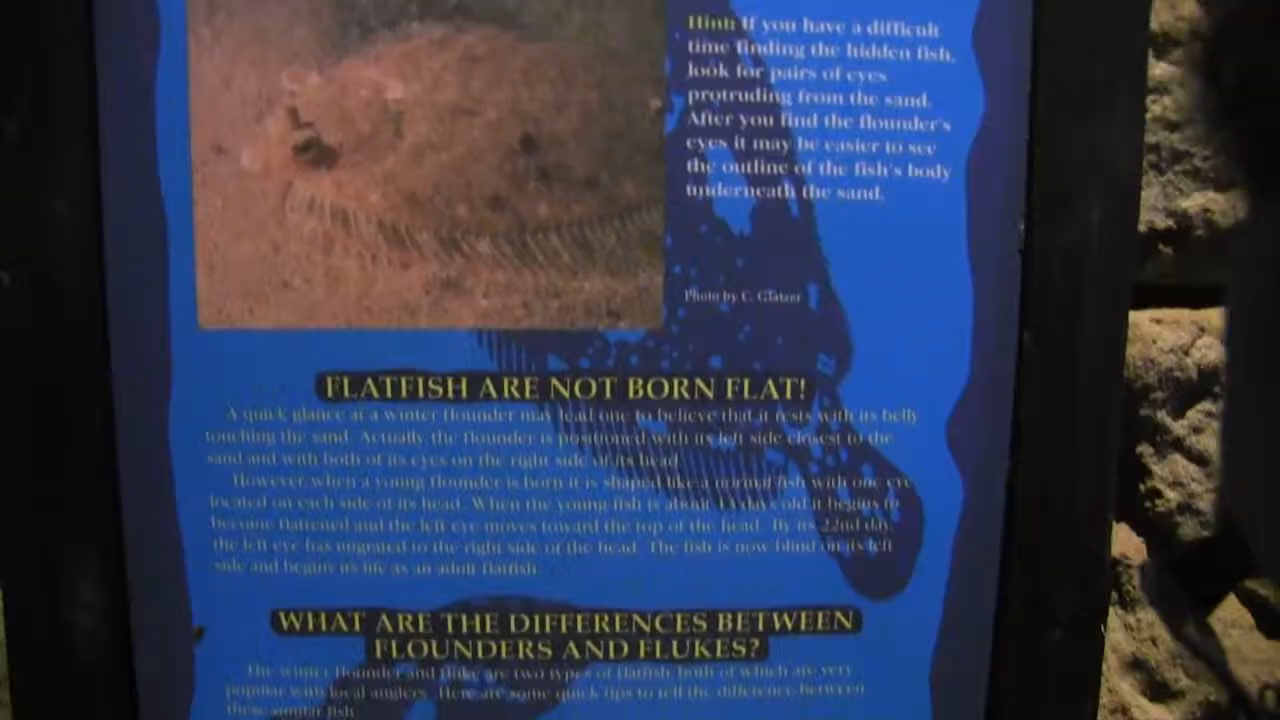 Hint: If you have a difficult
time finding the hidden fish,
look for pairs of eyes
protruding from the sand.
After you find the flounder's
eyes it may be easier to see
the outline of the fish's body
underneath the sand.
Photo by C. Glatzer
FLATFISH ARE NOT BORN FLAT!
A quick glance at a winter flounder may lead one to believe that it rests with its belly
touching the sand. Actually the flounder is positioned with its left side closest to the
sand and with both of its eyes on the right side of its head.
However when a young flounder is born it is shaped like a normal fish with one eye
located on each side of its head. When the young fish is about days old it begins to
become flattened and the left eye moves toward the top of the head. By its 22nd day,
the left eye has migrated to the right side of the head. The fish is now blind on its left
side and begins its life as an adult flatfish.
WHAT ARE THE DIFFERENCES BETWEEN
FLOUNDERS AND FLUKES?
The winter flounder and fluke are two types of flatfish both of which are very
popular with local anglers. Here are some quick tips to tell the difference between
these similar fish.